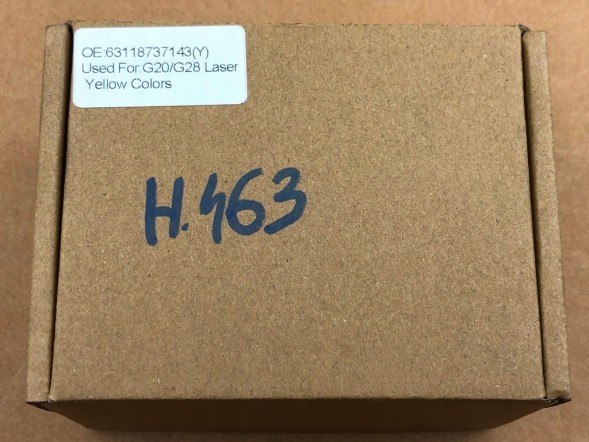 OE:63118737143(Y)
Used For:G20/G28 Laser
Yellow Colors
H.463